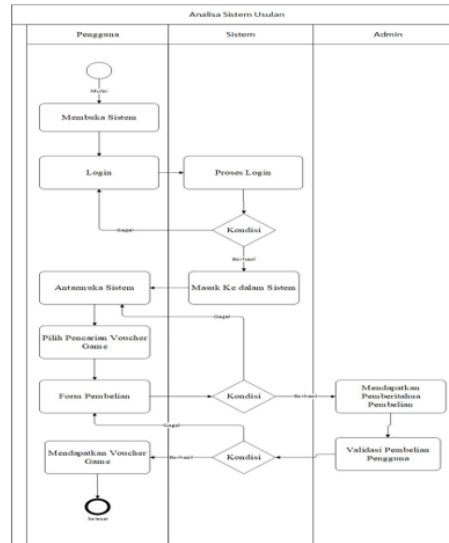 Analisa Sistem Usulan
Pengguna
Sistem
Admin
Mulai
Membuka Sistem
Login
Proses Login
Gagal
Kondisi
Berhasil
Antarmuka Sistem
Masuk Ke dalam Sistem
Gagal
Pilih Pencarian Voucher
Game
Form Pembelian
Kondisi
Berhasil
Mendapatkan
Pemberitahua
Pembelian
Gagal
Mendapatkan Voucher
Game
Berhasil
Kondisi
Validasi Pembelian
Pengguna
Selesai